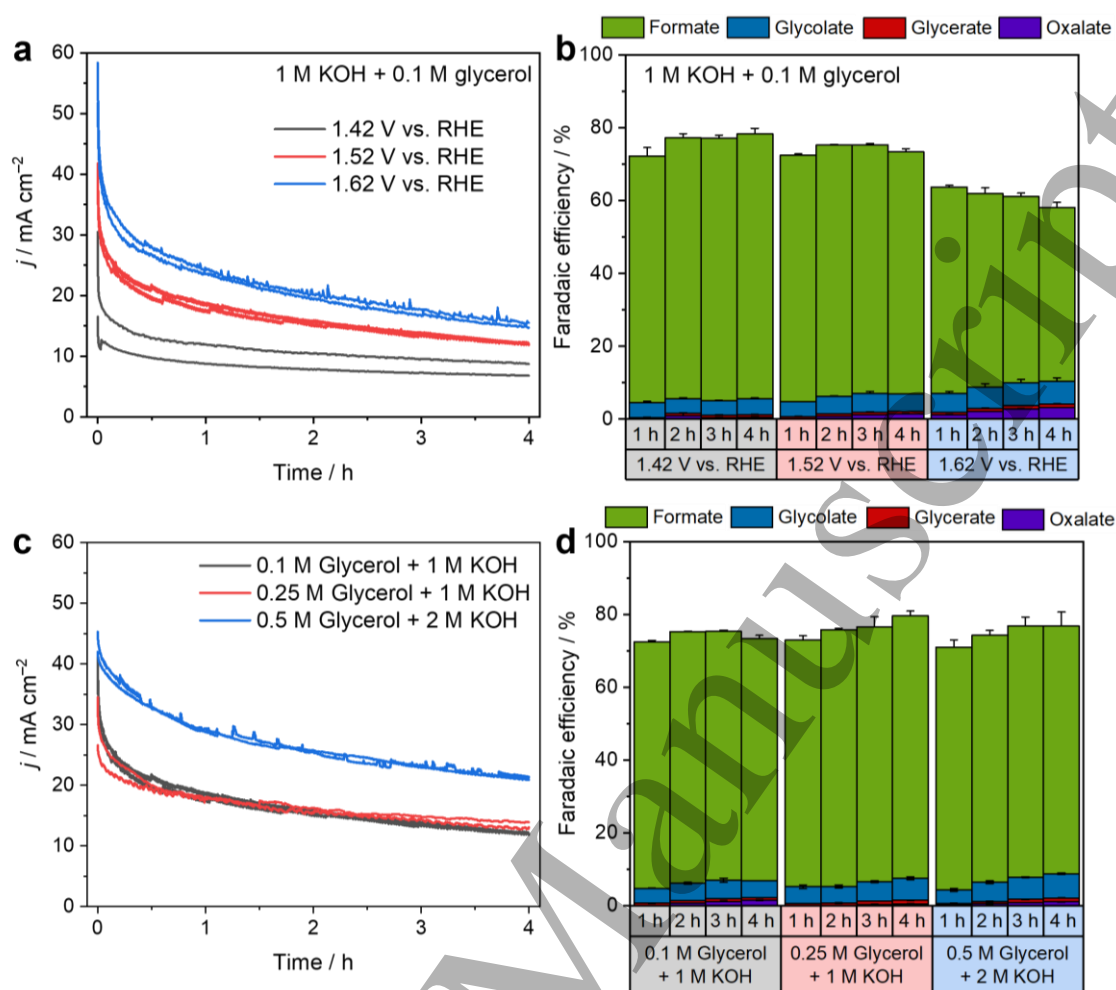 a
60
50
40
30
20
10
0
j / mA cm⁻²
1 M KOH + 0.1 M glycerol
1.42 V vs. RHE
1.52 V vs. RHE
1.62 V vs. RHE
0 1 2 3 4
Time / h
b
Formate Glycolate Glycerate Oxalate
100
80
60
40
20
0
Faradaic efficiency / %
1 M KOH + 0.1 M glycerol
1 h 2 h 3 h 4 h 1 h 2 h 3 h 4 h 1 h 2 h 3 h 4 h
1.42 V vs. RHE 1.52 V vs. RHE 1.62 V vs. RHE
c
60
50
40
30
20
10
0
j / mA cm⁻²
0.1 M Glycerol + 1 M KOH
0.25 M Glycerol + 1 M KOH
0.5 M Glycerol + 2 M KOH
0 1 2 3 4
Time / h
d
Formate Glycolate Glycerate Oxalate
100
80
60
40
20
0
Faradaic efficiency / %
1 h 2 h 3 h 4 h 1 h 2 h 3 h 4 h 1 h 2 h 3 h 4 h
0.1 M Glycerol 0.25 M Glycerol 0.5 M Glycerol
+ 1 M KOH + 1 M KOH + 2 M KOH
Manuscript